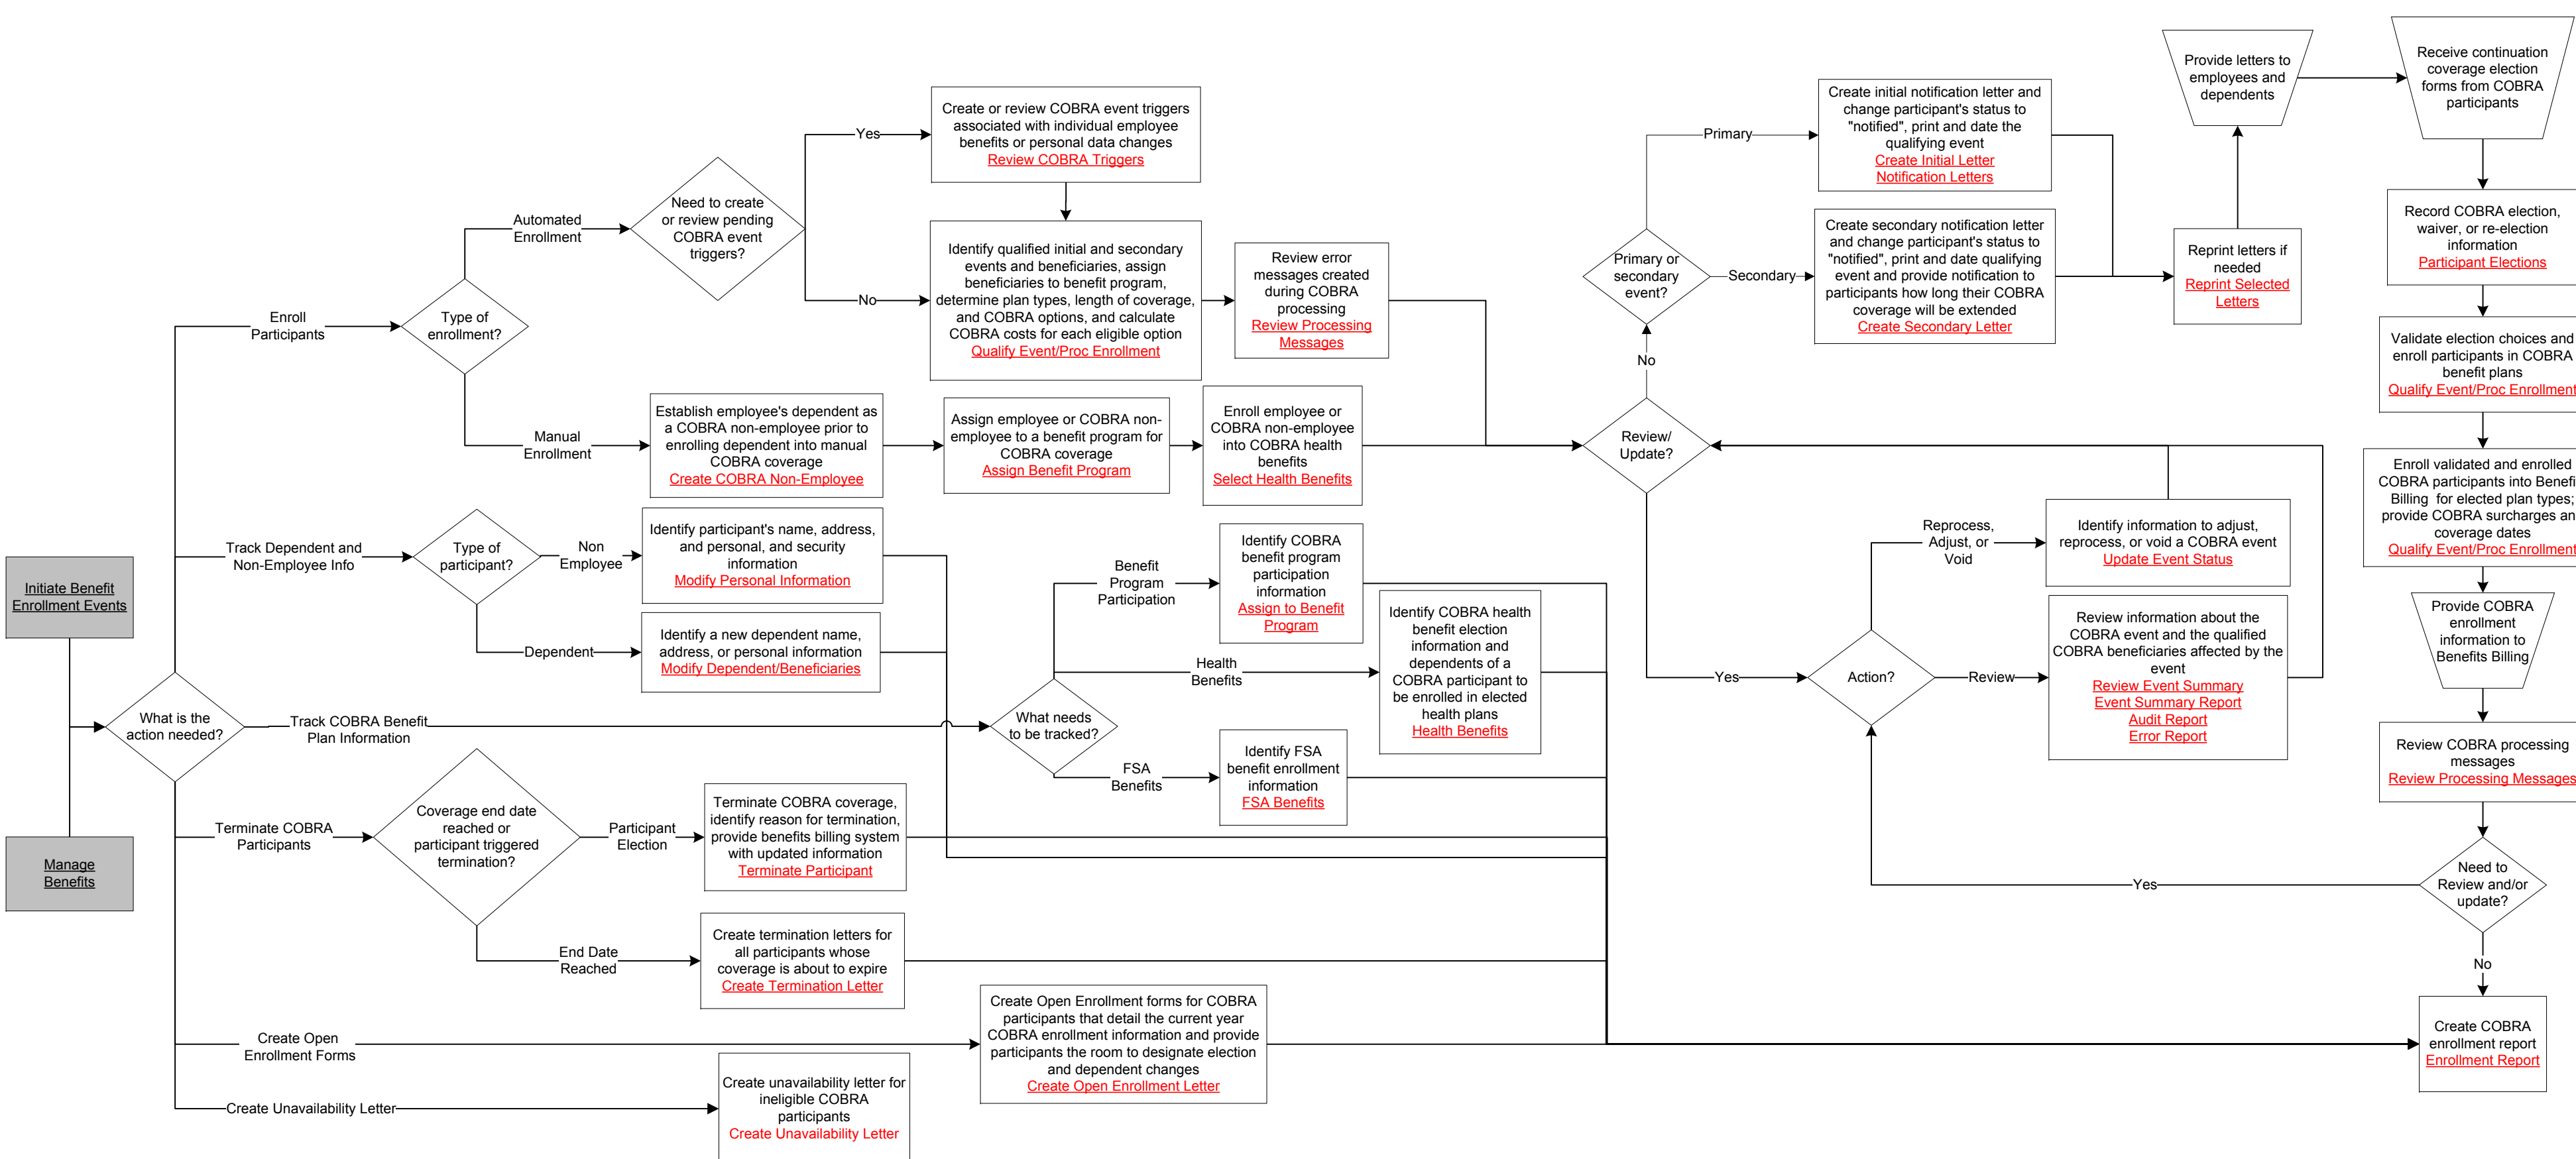 Initiate Benefit
Enrollment Events
Manage
Benefits
What is the
action needed?
Enroll
Participants
Type of
enrollment?
Automated
Enrollment
Need to create
or review pending
COBRA event
triggers?
Yes
Create or review COBRA event triggers
associated with individual employee
benefits or personal data changes
Review COBRA Triggers
No
Identify qualified initial and secondary
events and beneficiaries, assign
beneficiaries to benefit program,
determine plan types, length of coverage,
and COBRA options, and calculate
COBRA costs for each eligible option
Qualify Event/Proc Enrollment
Review error
messages created
during COBRA
processing
Review Processing
Messages
Manual
Enrollment
Establish employee's dependent as
a COBRA non-employee prior to
enrolling dependent into manual
COBRA coverage
Create COBRA Non-Employee
Assign employee or COBRA non-
employee to a benefit program for
COBRA coverage
Assign Benefit Program
Enroll employee or
COBRA non-employee
into COBRA health
benefits
Select Health Benefits
Track Dependent and
Non-Employee Info
Type of
participant?
Non
Employee
Identify participant's name, address,
and personal, and security
information
Modify Personal Information
Dependent
Identify a new dependent name,
address, or personal information
Modify Dependent/Beneficiaries
Track COBRA Benefit
Plan Information
What needs
to be tracked?
Benefit
Program
Participation
Identify COBRA
benefit program
participation
information
Assign to Benefit
Program
Health
Benefits
Identify COBRA health
benefit election
information and
dependents of a
COBRA participant to
be enrolled in elected
health plans
Health Benefits
FSA
Benefits
Identify FSA
benefit enrollment
information
FSA Benefits
Terminate COBRA
Participants
Coverage end date
reached or
participant triggered
termination?
Participant
Election
Terminate COBRA coverage,
identify reason for termination,
provide benefits billing system
with updated information
Terminate Participant
End Date
Reached
Create termination letters for
all participants whose
coverage is about to expire
Create Termination Letter
Create Open
Enrollment Forms
Create Open Enrollment forms for COBRA
participants that detail the current year
COBRA enrollment information and provide
participants the room to designate election
and dependent changes
Create Open Enrollment Letter
Create Unavailability Letter
Create unavailability letter for
ineligible COBRA
participants
Create Unavailability Letter
Review/
Update?
No
Primary or
secondary
event?
Primary
Create initial notification letter and
change participant's status to
"notified", print and date the
qualifying event
Create Initial Letter
Notification Letters
Secondary
Create secondary notification letter
and change participant's status to
"notified", print and date qualifying
event and provide notification to
participants how long their COBRA
coverage will be extended
Create Secondary Letter
Reprint letters if
needed
Reprint Selected
Letters
Provide letters to
employees and
dependents
Yes
Action?
Reprocess,
Adjust, or
Void
Identify information to adjust,
reprocess, or void a COBRA event
Update Event Status
Review
Review information about the
COBRA event and the qualified
COBRA beneficiaries affected by the
event
Review Event Summary
Event Summary Report
Audit Report
Error Report
Receive continuation
coverage election
forms from COBRA
participants
Record COBRA election,
waiver, or re-election
information
Participant Elections
Validate election choices and
enroll participants in COBRA
benefit plans
Qualify Event/Proc Enrollment
Enroll validated and enrolled
COBRA participants into Benefi
Billing for elected plan types;
provide COBRA surcharges an
coverage dates
Qualify Event/Proc Enrollment
Provide COBRA
enrollment
information to
Benefits Billing
Review COBRA processing
messages
Review Processing Messages
Need to
Review and/or
update?
Yes
No
Create COBRA
enrollment report
Enrollment Report